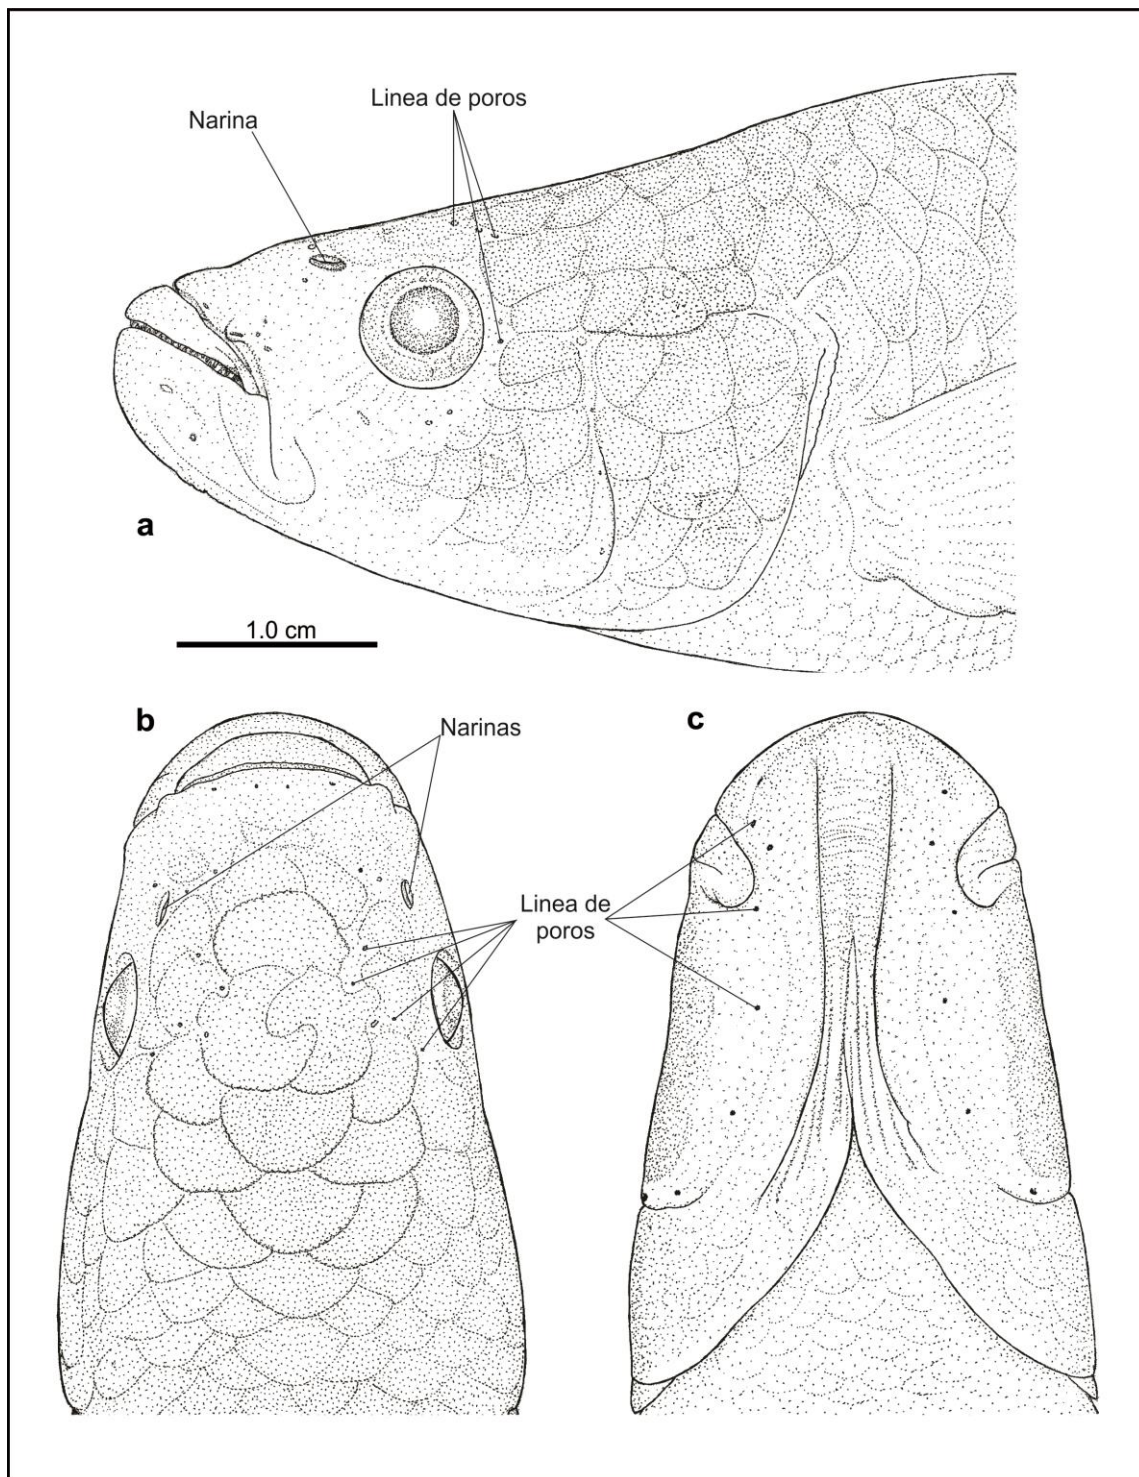 Linea de poros
Narina
a
1.0 cm
b
Narinas
c
Linea de
poros